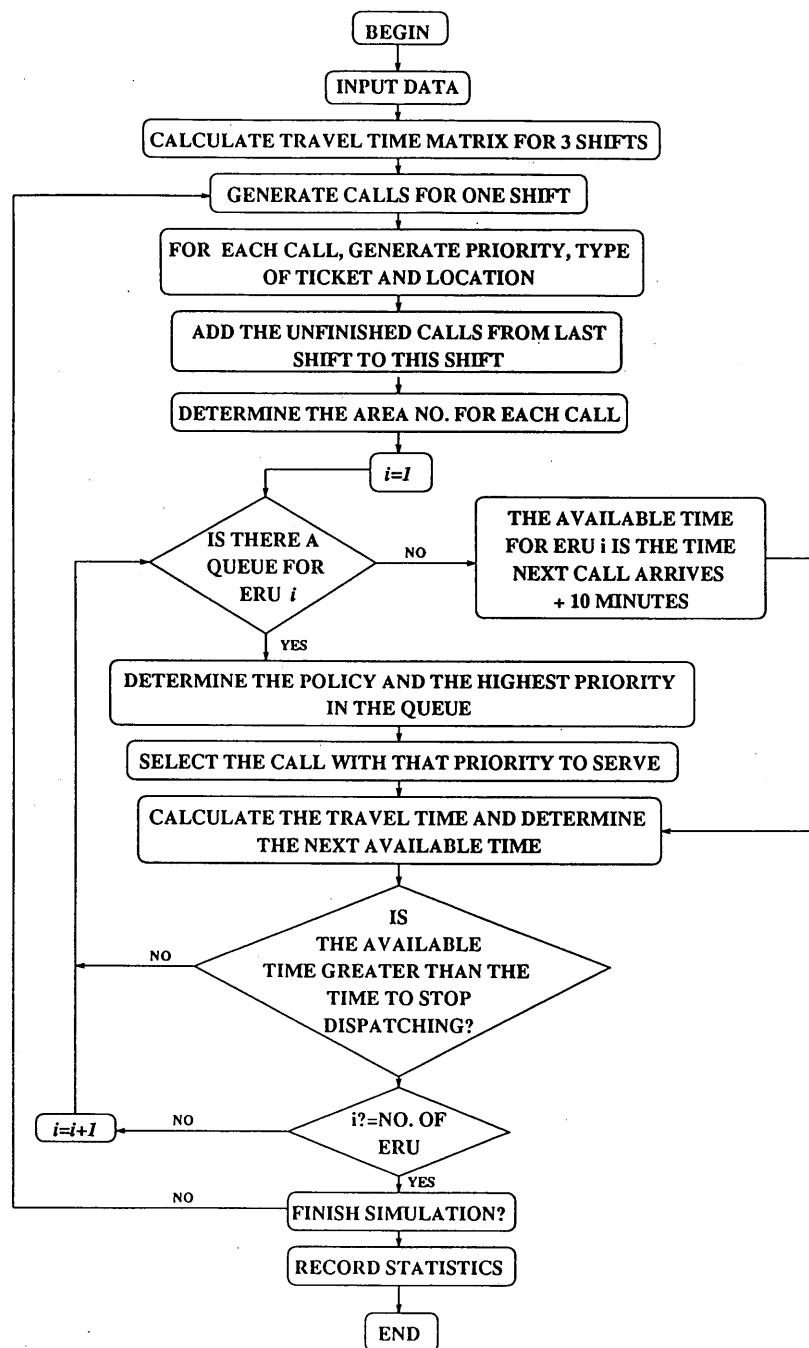 BEGIN
INPUT DATA
CALCULATE TRAVEL TIME MATRIX FOR 3 SHIFTS
GENERATE CALLS FOR ONE SHIFT
FOR EACH CALL, GENERATE PRIORITY, TYPE
OF TICKET AND LOCATION
ADD THE UNFINISHED CALLS FROM LAST
SHIFT TO THIS SHIFT
DETERMINE THE AREA NO. FOR EACH CALL
i=1
IS THERE A
QUEUE FOR
ERU i
NO
THE AVAILABLE TIME
FOR ERU i IS THE TIME
NEXT CALL ARRIVES
+ 10 MINUTES
YES
DETERMINE THE POLICY AND THE HIGHEST PRIORITY
IN THE QUEUE
SELECT THE CALL WITH THAT PRIORITY TO SERVE
CALCULATE THE TRAVEL TIME AND DETERMINE
THE NEXT AVAILABLE TIME
IS
THE AVAILABLE
TIME GREATER THAN THE
TIME TO STOP
DISPATCHING?
NO
i?=NO. OF
ERU
NO
i=i+1
YES
NO
FINISH SIMULATION?
RECORD STATISTICS
END